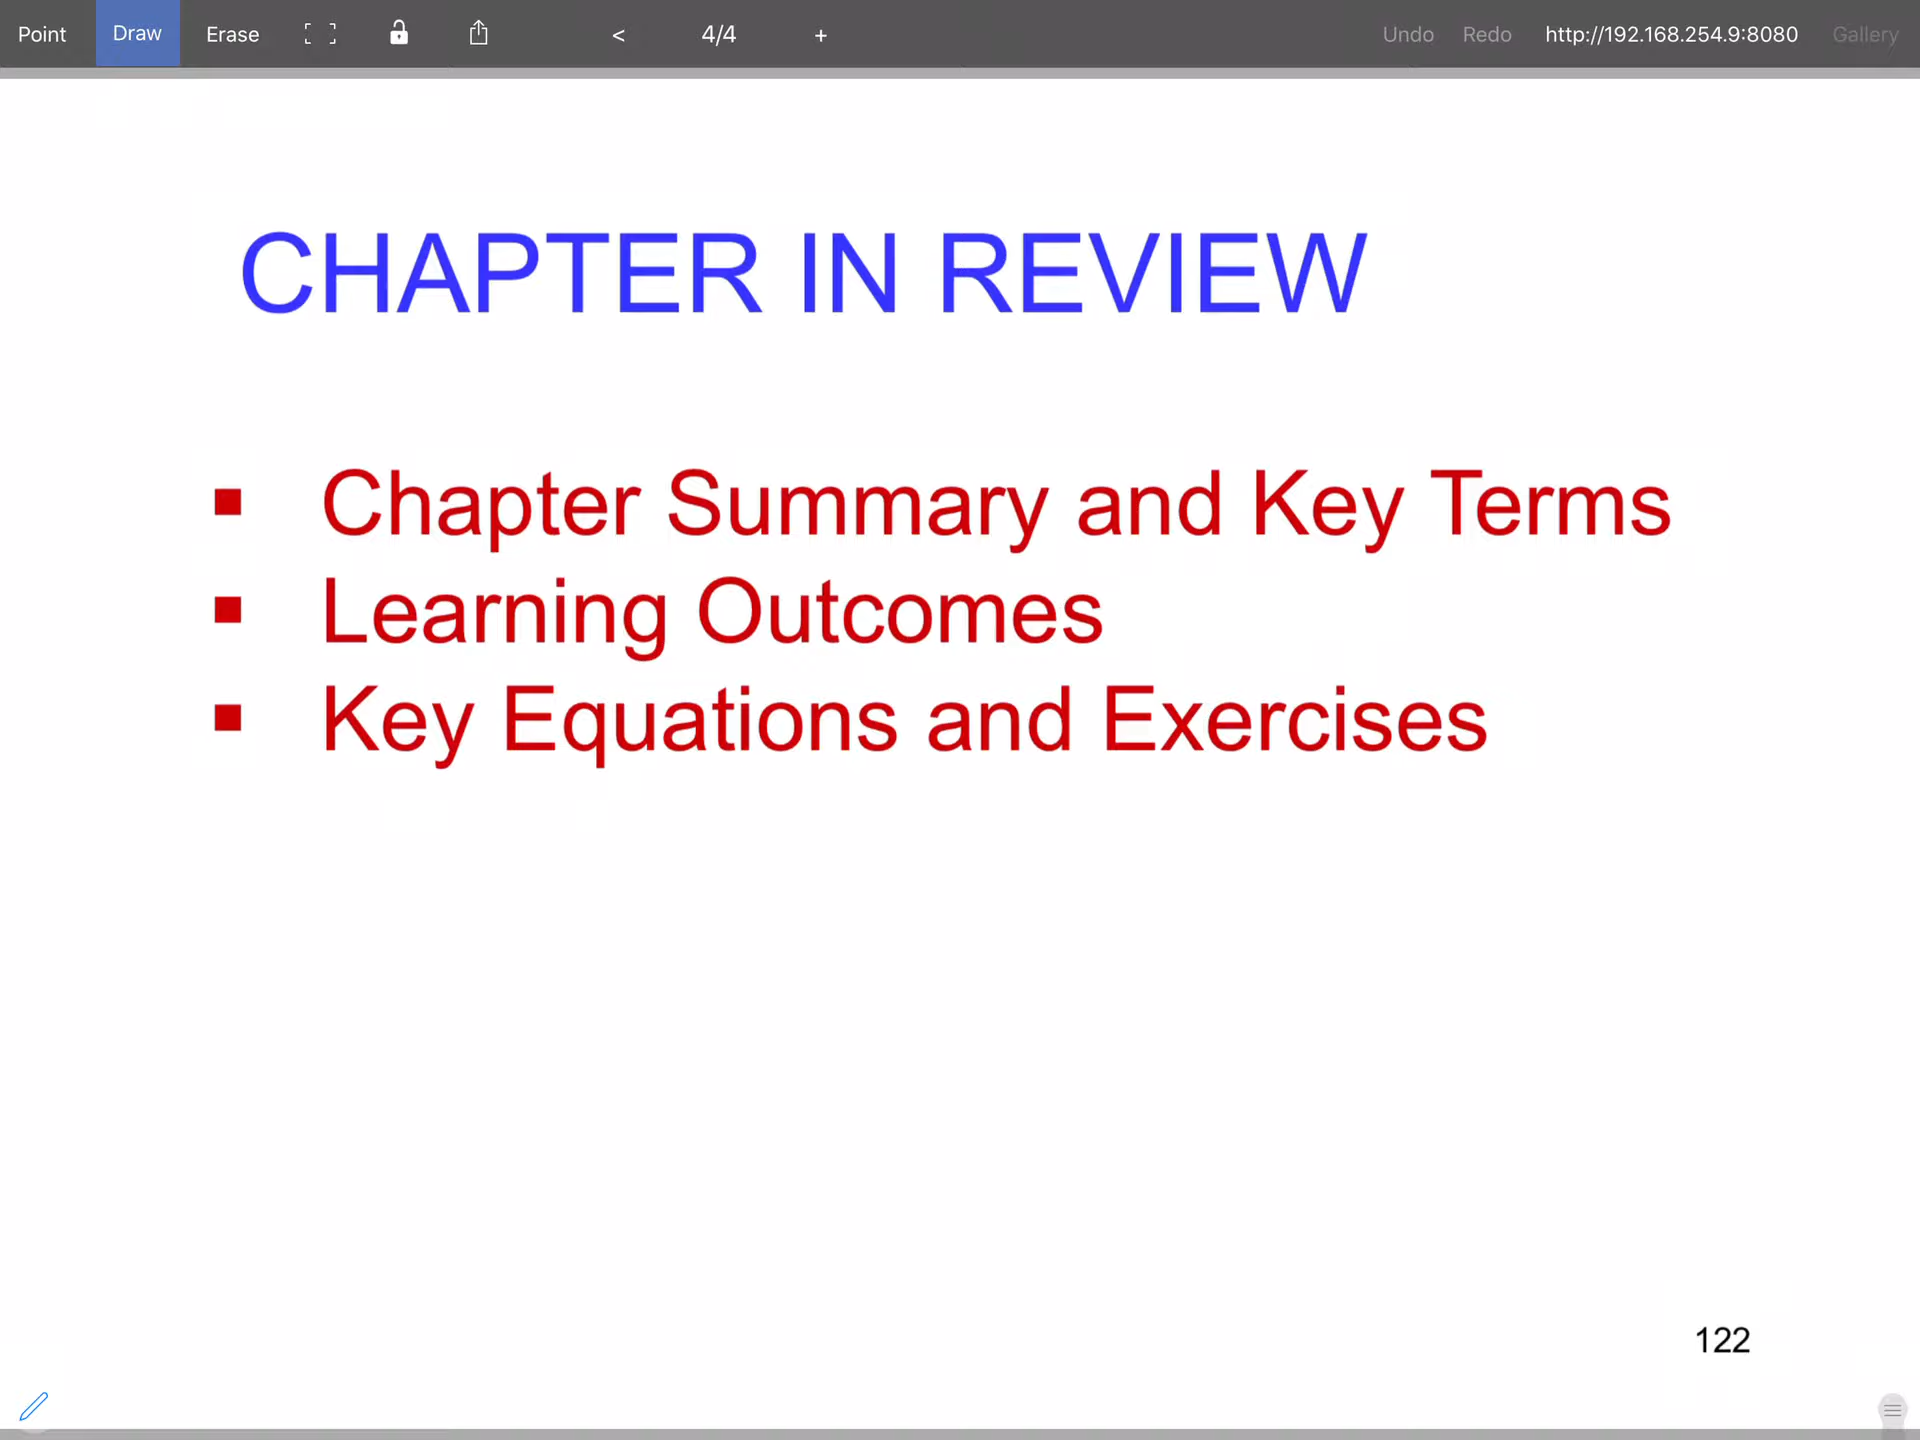 Point Draw Erase < 4/4 + Undo Redo http://192.168.254.9:8080 Gallery
CHAPTER IN REVIEW
▪ Chapter Summary and Key Terms
▪ Learning Outcomes
▪ Key Equations and Exercises
122